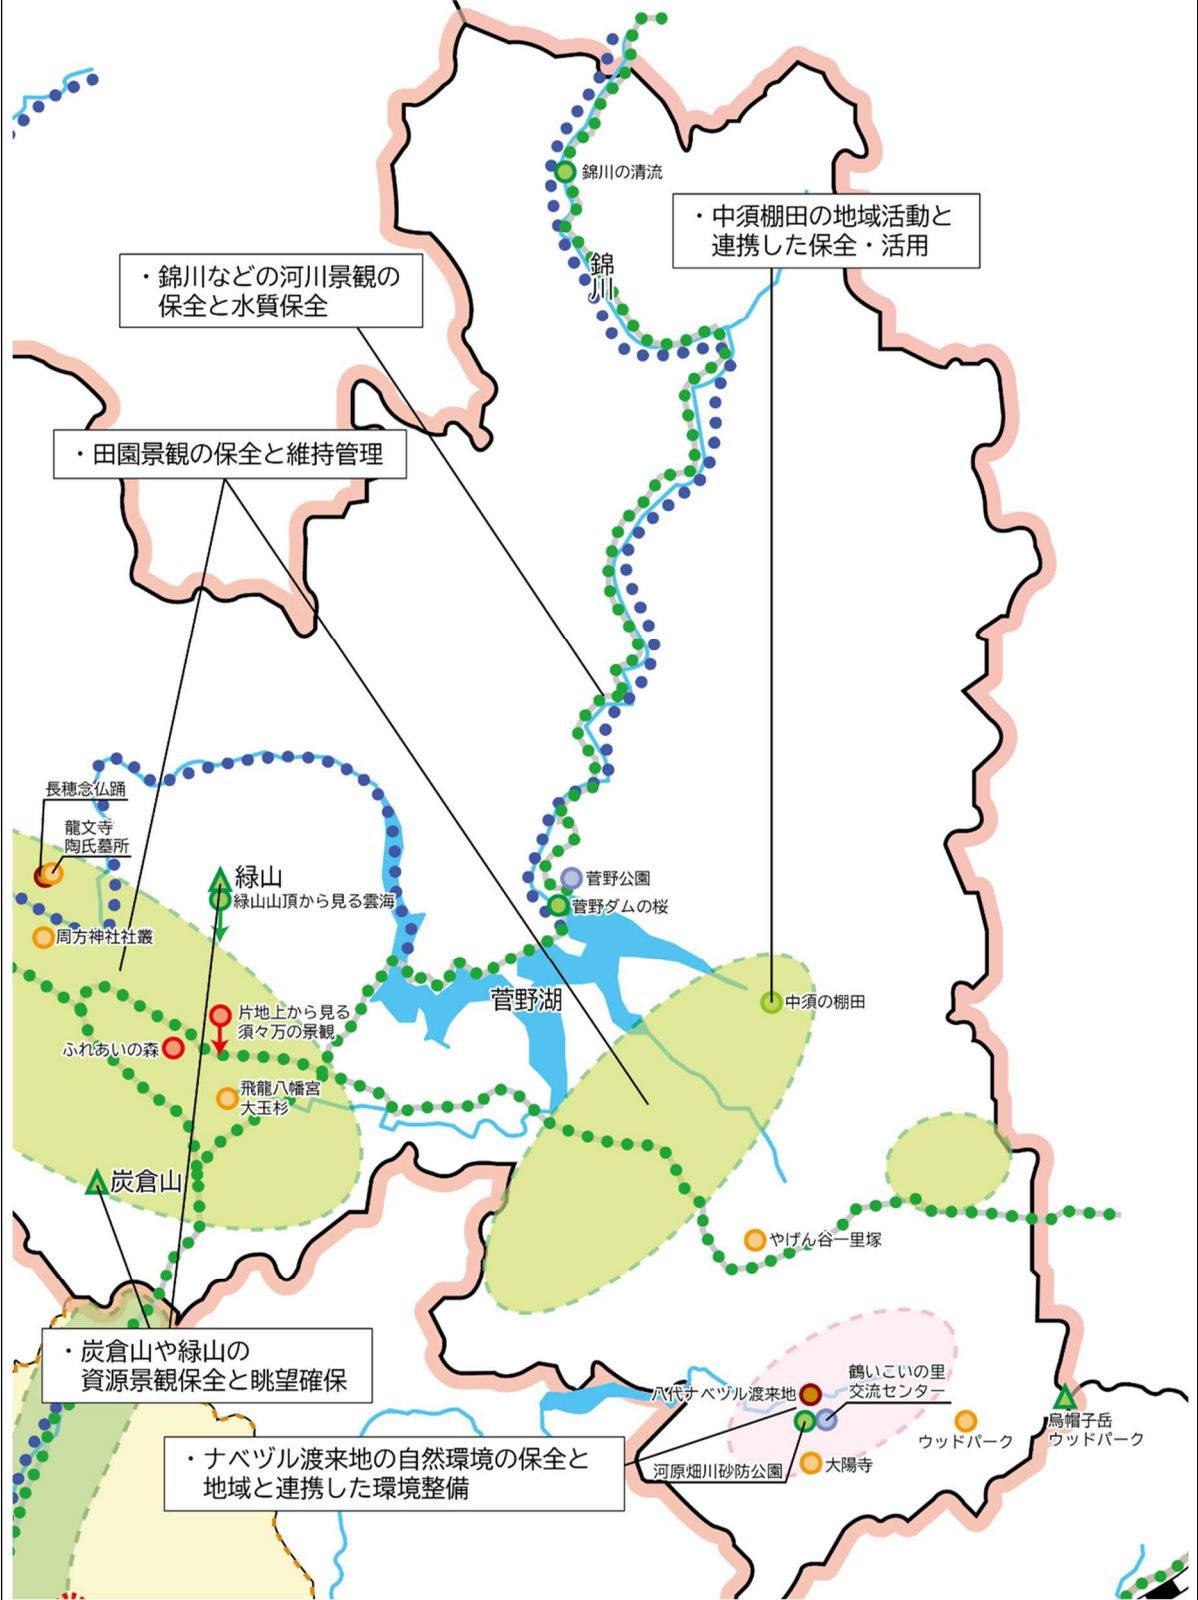 錦川の清流
・中須棚田の地域活動と
連携した保全・活用
錦川
・錦川などの河川景観の
保全と水質保全
・田園景観の保全と維持管理
長穂念仏踊
龍文寺
陶氏墓所
緑山
緑山山頂から見る雲海
周方神社社叢
菅野公園
菅野ダムの桜
菅野湖
中須の棚田
片地上から見る
須々万の景観
ふれあいの森
飛龍八幡宮
大玉杉
炭倉山
やげん谷一里塚
・炭倉山や緑山の
資源景観保全と眺望確保
鶴いこいの里
交流センター
八代ナベヅル渡来地
烏帽子岳
ウッドパーク
ウッドパーク
・ナベヅル渡来地の自然環境の保全と
地域と連携した環境整備
河原畑川砂防公園
大陽寺